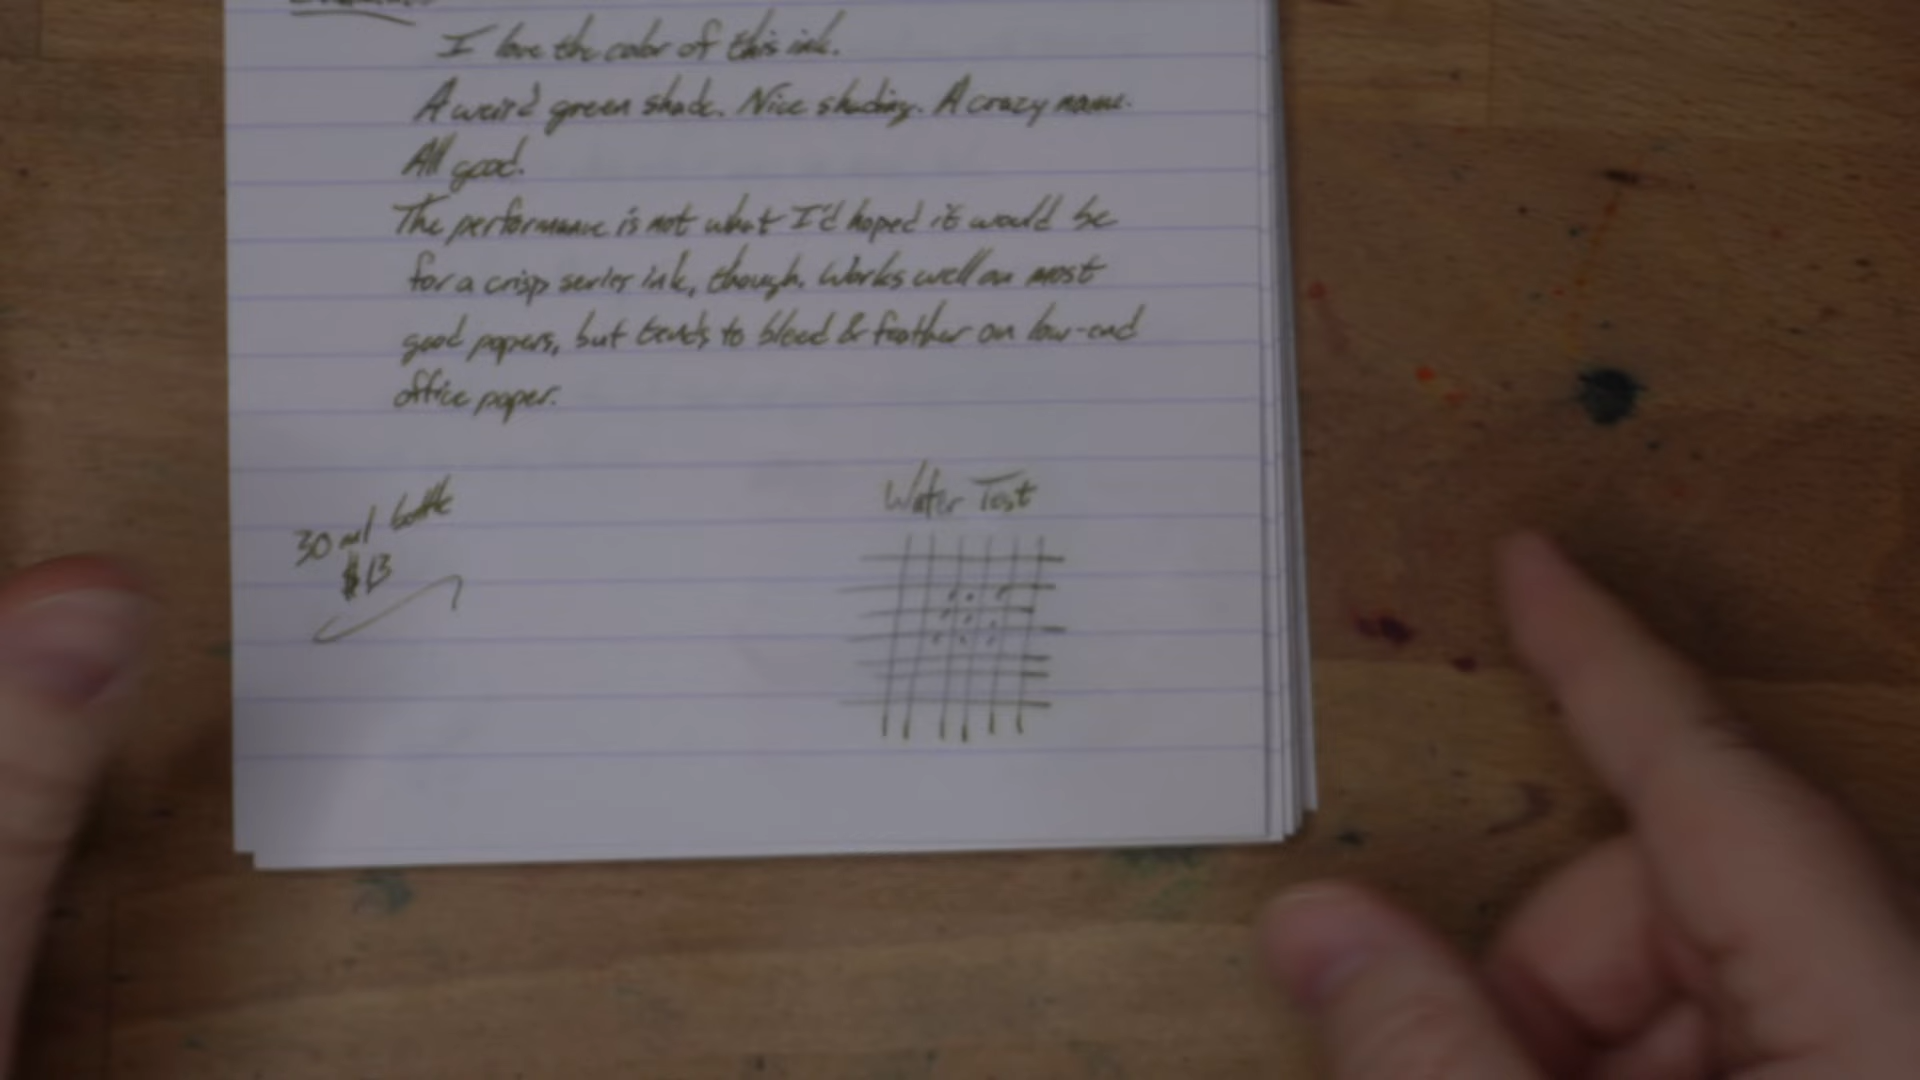 I love the color of this ink.
A weird green shade. Nice shading. A crazy name.
All good.
The performance is not what I'd hoped it would be
for a crisp series ink, though. Works well on most
good papers, but tends to bleed & feather on low-end
office paper.
30 ml bottle
$13
Water Test